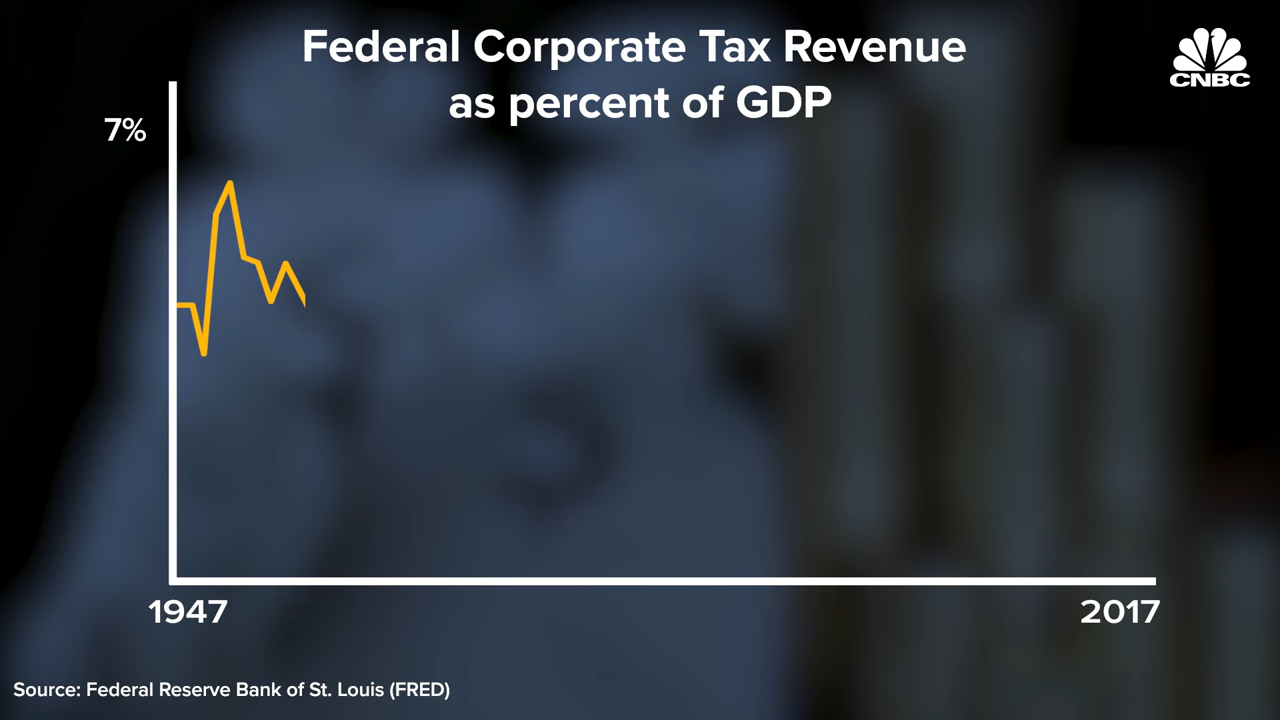 Federal Corporate Tax Revenue
as percent of GDP
CNBC
7%
1947
2017
Source: Federal Reserve Bank of St. Louis (FRED)